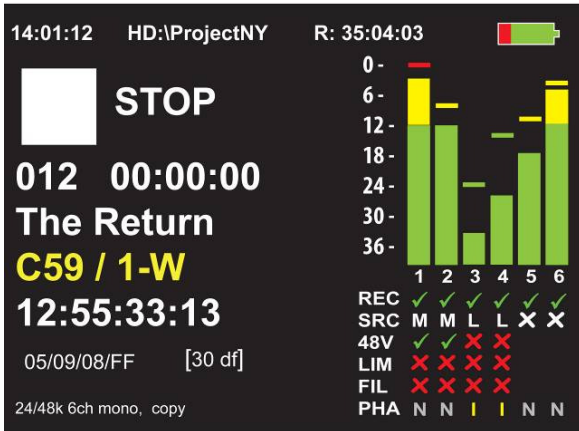 14:01:12 HD:\ProjectNY R: 35:04:03
STOP
012 00:00:00
The Return
C59 / 1-W
12:55:33:13
05/09/08/FF [30 df]
24/48k 6ch mono, copy
0 -
6 -
12 -
18 -
24 -
30 -
36 -
1 2 3 4 5 6
REC ✓ ✓ ✓ ✓ ✓ ✓
SRC M M L L ✕ ✕
48V ✓ ✓ ✕ ✕
LIM ✕ ✕ ✕ ✕
FIL ✕ ✕ ✕ ✕
PHA N N I I N N